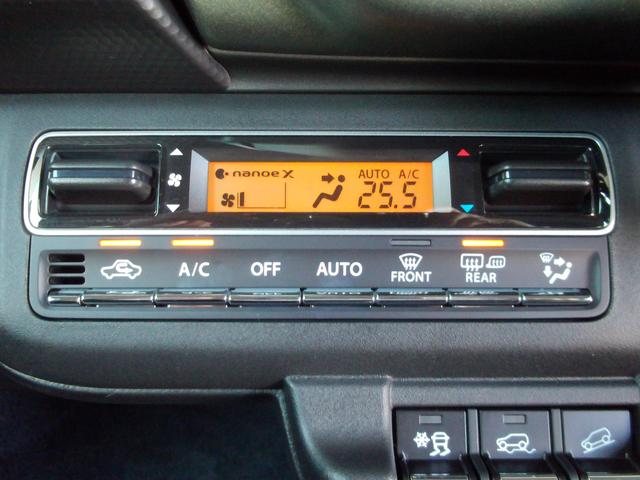 nanoe X
AUTO A/C
25.5
A/C OFF AUTO FRONT REAR